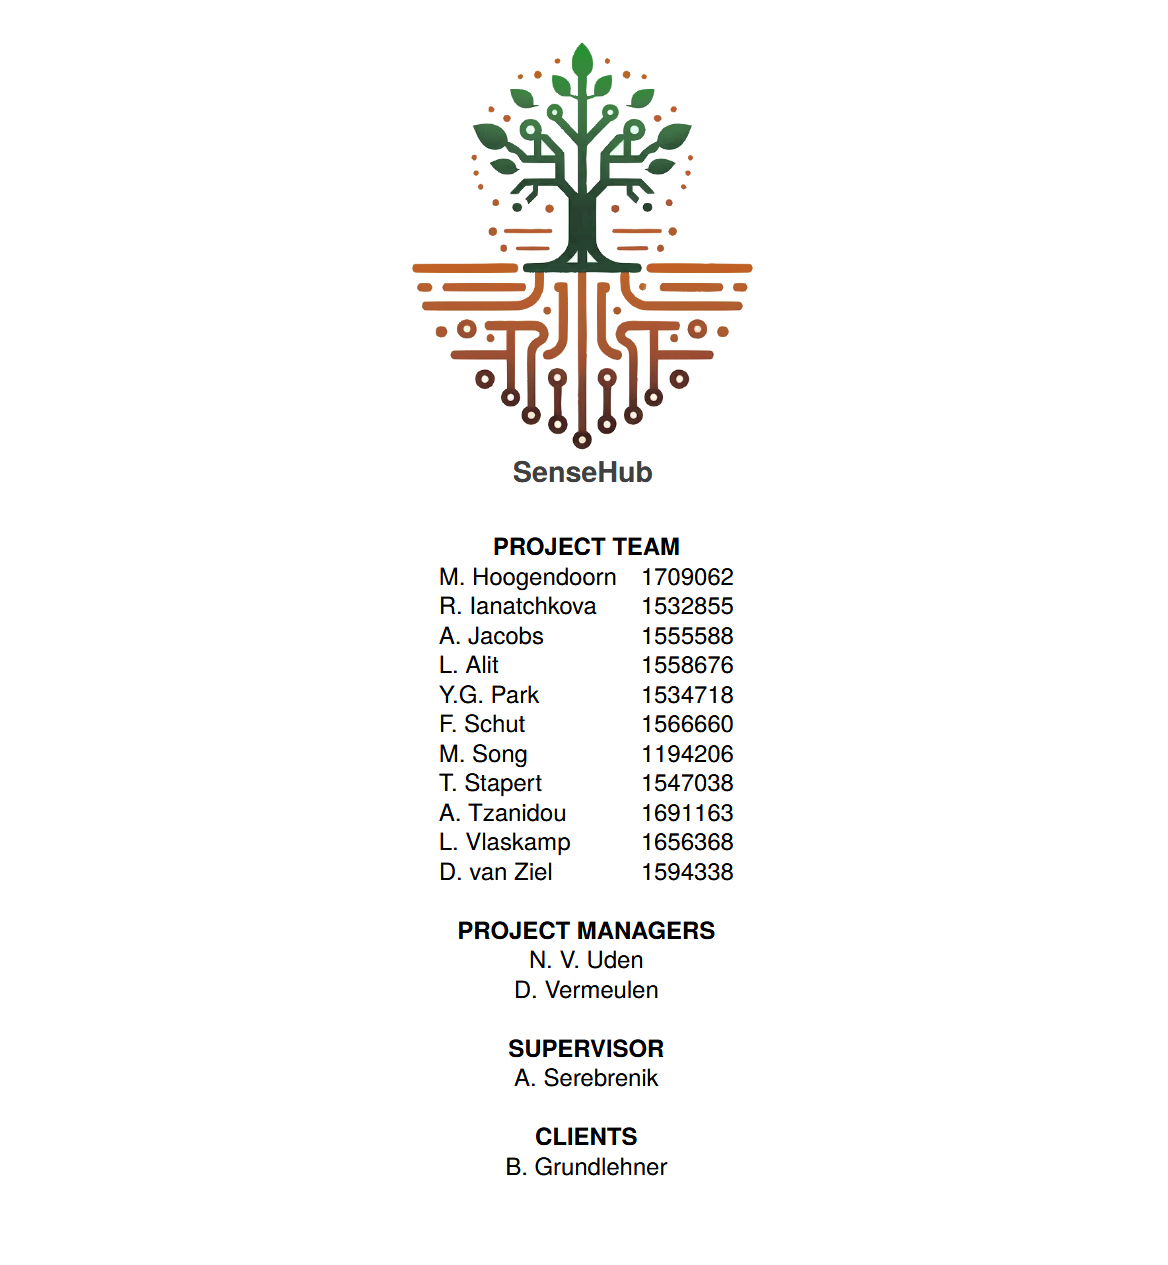 SenseHub
PROJECT TEAM
M. Hoogendoorn 1709062
R. Ianatchkova 1532855
A. Jacobs 1555588
L. Alit 1558676
Y.G. Park 1534718
F. Schut 1566660
M. Song 1194206
T. Stapert 1547038
A. Tzanidou 1691163
L. Vlaskamp 1656368
D. van Ziel 1594338
PROJECT MANAGERS
N. V. Uden
D. Vermeulen
SUPERVISOR
A. Serebrenik
CLIENTS
B. Grundlehner